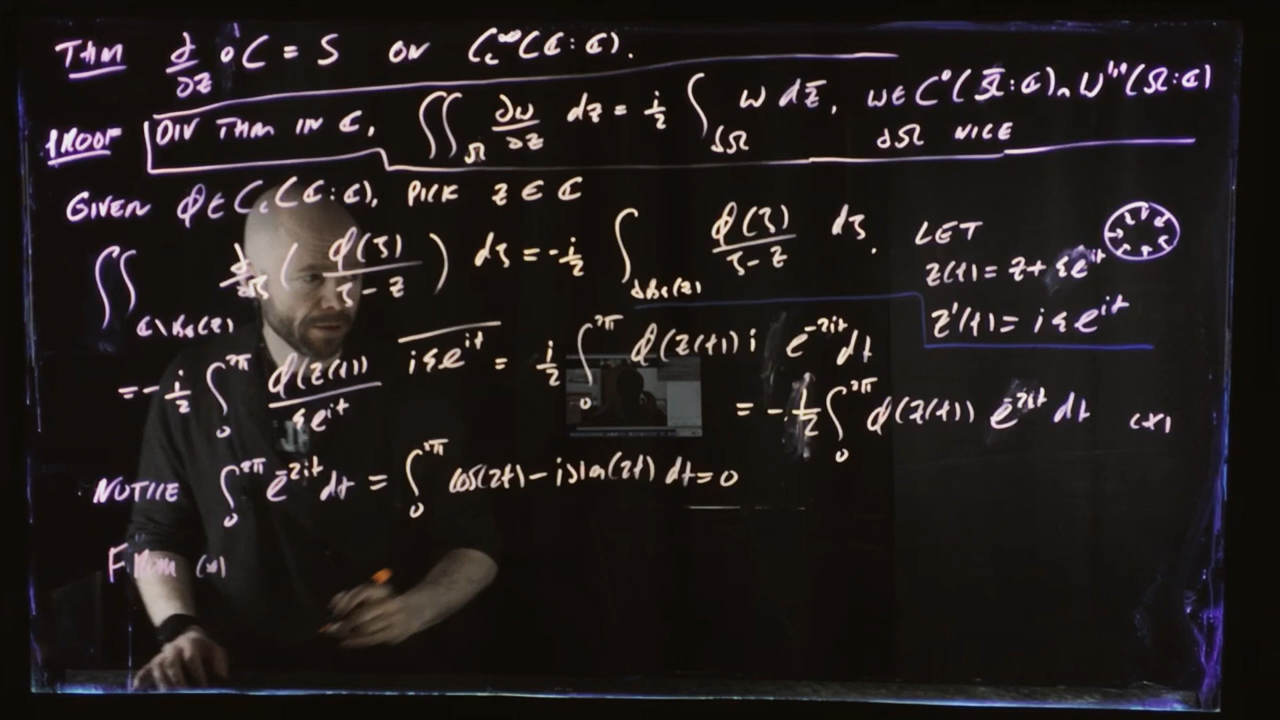 THM ∂/∂z ∘ C = S ON C_c^∞(ℂ:ℂ).
PROOF DIV THM IN ℂ, ∬_Ω ∂w/∂z dz = i/2 ∫_∂Ω w dz̄, w∈C⁰(Ω̄:ℂ)∩W^{1,1}(Ω:ℂ)
∂Ω NICE
GIVEN φ∈C_c(ℂ:ℂ), PICK z∈ℂ
∬_{ℂ\B_ε(z)} ∂/∂ζ (φ(ζ)/(ζ-z)) dζ = -i/2 ∫_{∂B_ε(z)} φ(ζ)/(ζ-z) dζ̄. LET
z(t) = z + εe^{it}
z'(t) = iεe^{it}
= -i/2 ∫_0^{2π} φ(z(t))/(εe^{it}) \overline{iεe^{it}} = i/2 ∫_0^{2π} φ(z(t)) i e^{-2it} dt
= -1/2 ∫_0^{2π} φ(z(t)) e^{-2it} dt (*)
NOTICE ∫_0^{2π} e^{-2it} dt = ∫_0^{2π} cos(2t) - i sin(2t) dt = 0
FROM (*)